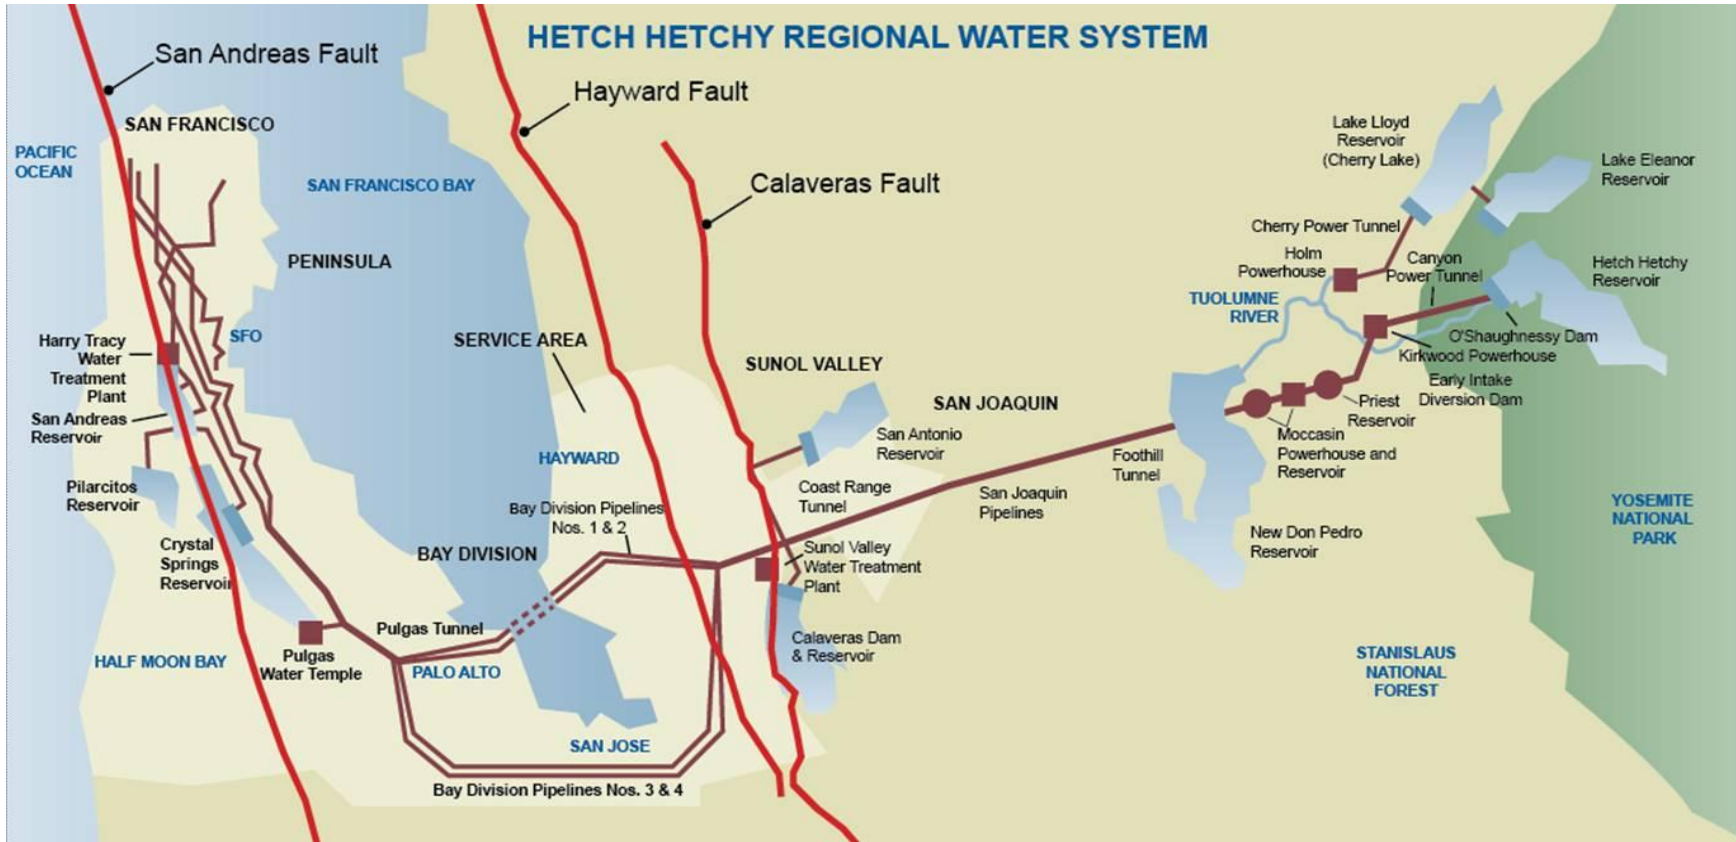 HETCH HETCHY REGIONAL WATER SYSTEM
San Andreas Fault
Hayward Fault
Calaveras Fault
SAN FRANCISCO
PACIFIC
OCEAN
SAN FRANCISCO BAY
PENINSULA
SFO
Harry Tracy
Water
Treatment
Plant
San Andreas
Reservoir
Pilarcitos
Reservoir
Crystal
Springs
Reservoir
HALF MOON BAY
Pulgas
Water Temple
Pulgas Tunnel
PALO ALTO
BAY DIVISION
SERVICE AREA
HAYWARD
Bay Division Pipelines
Nos. 1 & 2
SAN JOSE
Bay Division Pipelines Nos. 3 & 4
SUNOL VALLEY
San Antonio
Reservoir
Coast Range
Tunnel
Sunol Valley
Water Treatment
Plant
Calaveras Dam
& Reservoir
SAN JOAQUIN
San Joaquin
Pipelines
Foothill
Tunnel
Lake Lloyd
Reservoir
(Cherry Lake)
Lake Eleanor
Reservoir
Cherry Power Tunnel
Holm
Powerhouse
Canyon
Power Tunnel
Hetch Hetchy
Reservoir
TUOLUMNE
RIVER
O'Shaughnessy Dam
Kirkwood Powerhouse
Early Intake
Diversion Dam
Priest
Reservoir
Moccasin
Powerhouse and
Reservoir
New Don Pedro
Reservoir
YOSEMITE
NATIONAL
PARK
STANISLAUS
NATIONAL
FOREST